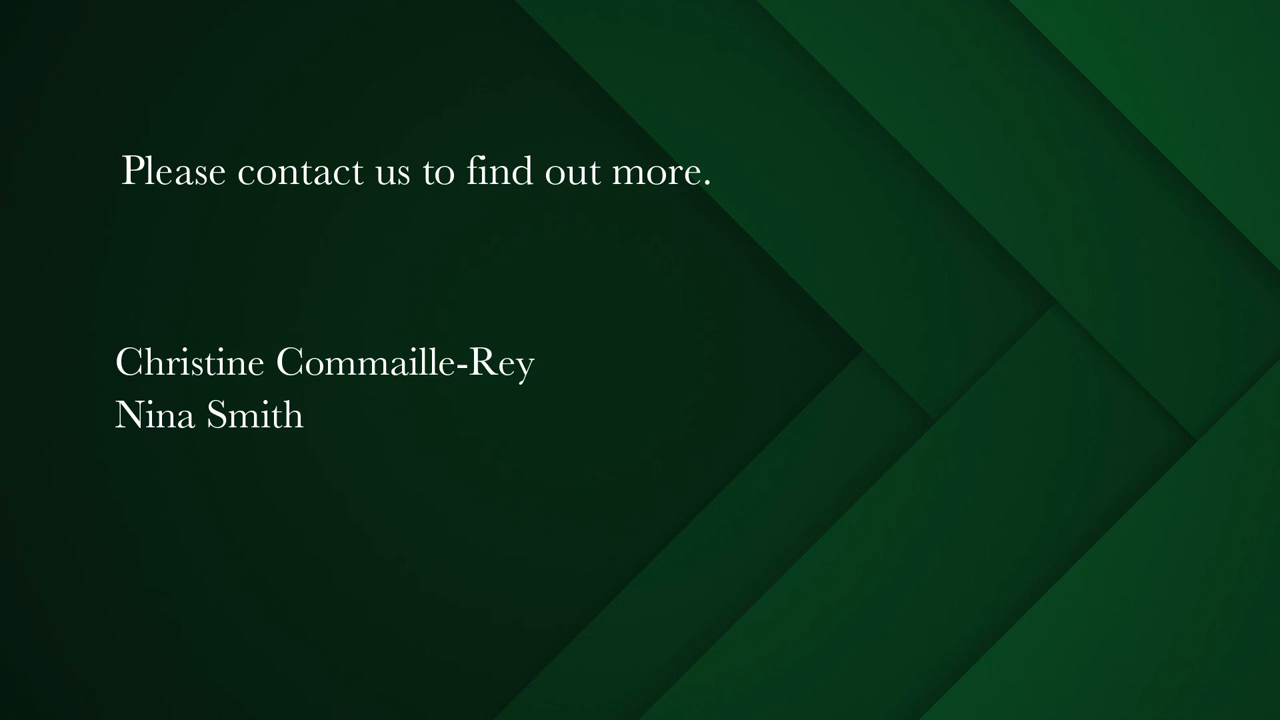 Please contact us to find out more.
Christine Commaille-Rey
Nina Smith